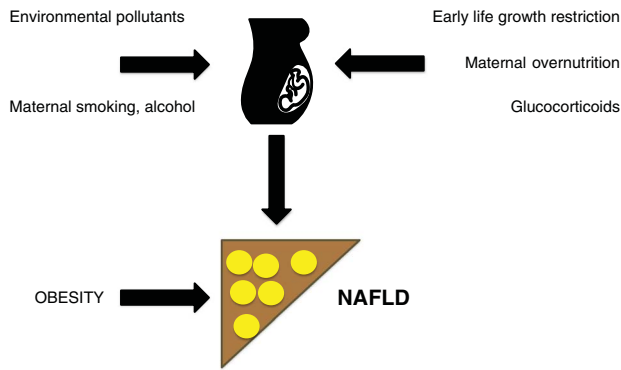 Environmental pollutants
Early life growth restriction
Maternal overnutrition
Maternal smoking, alcohol
Glucocorticoids
OBESITY
NAFLD